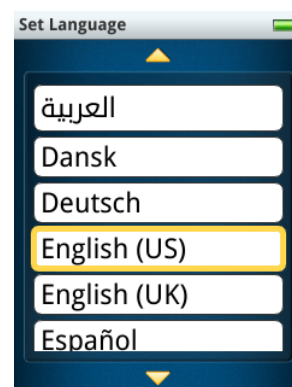 Set Language
العربية
Dansk
Deutsch
English (US)
English (UK)
Español